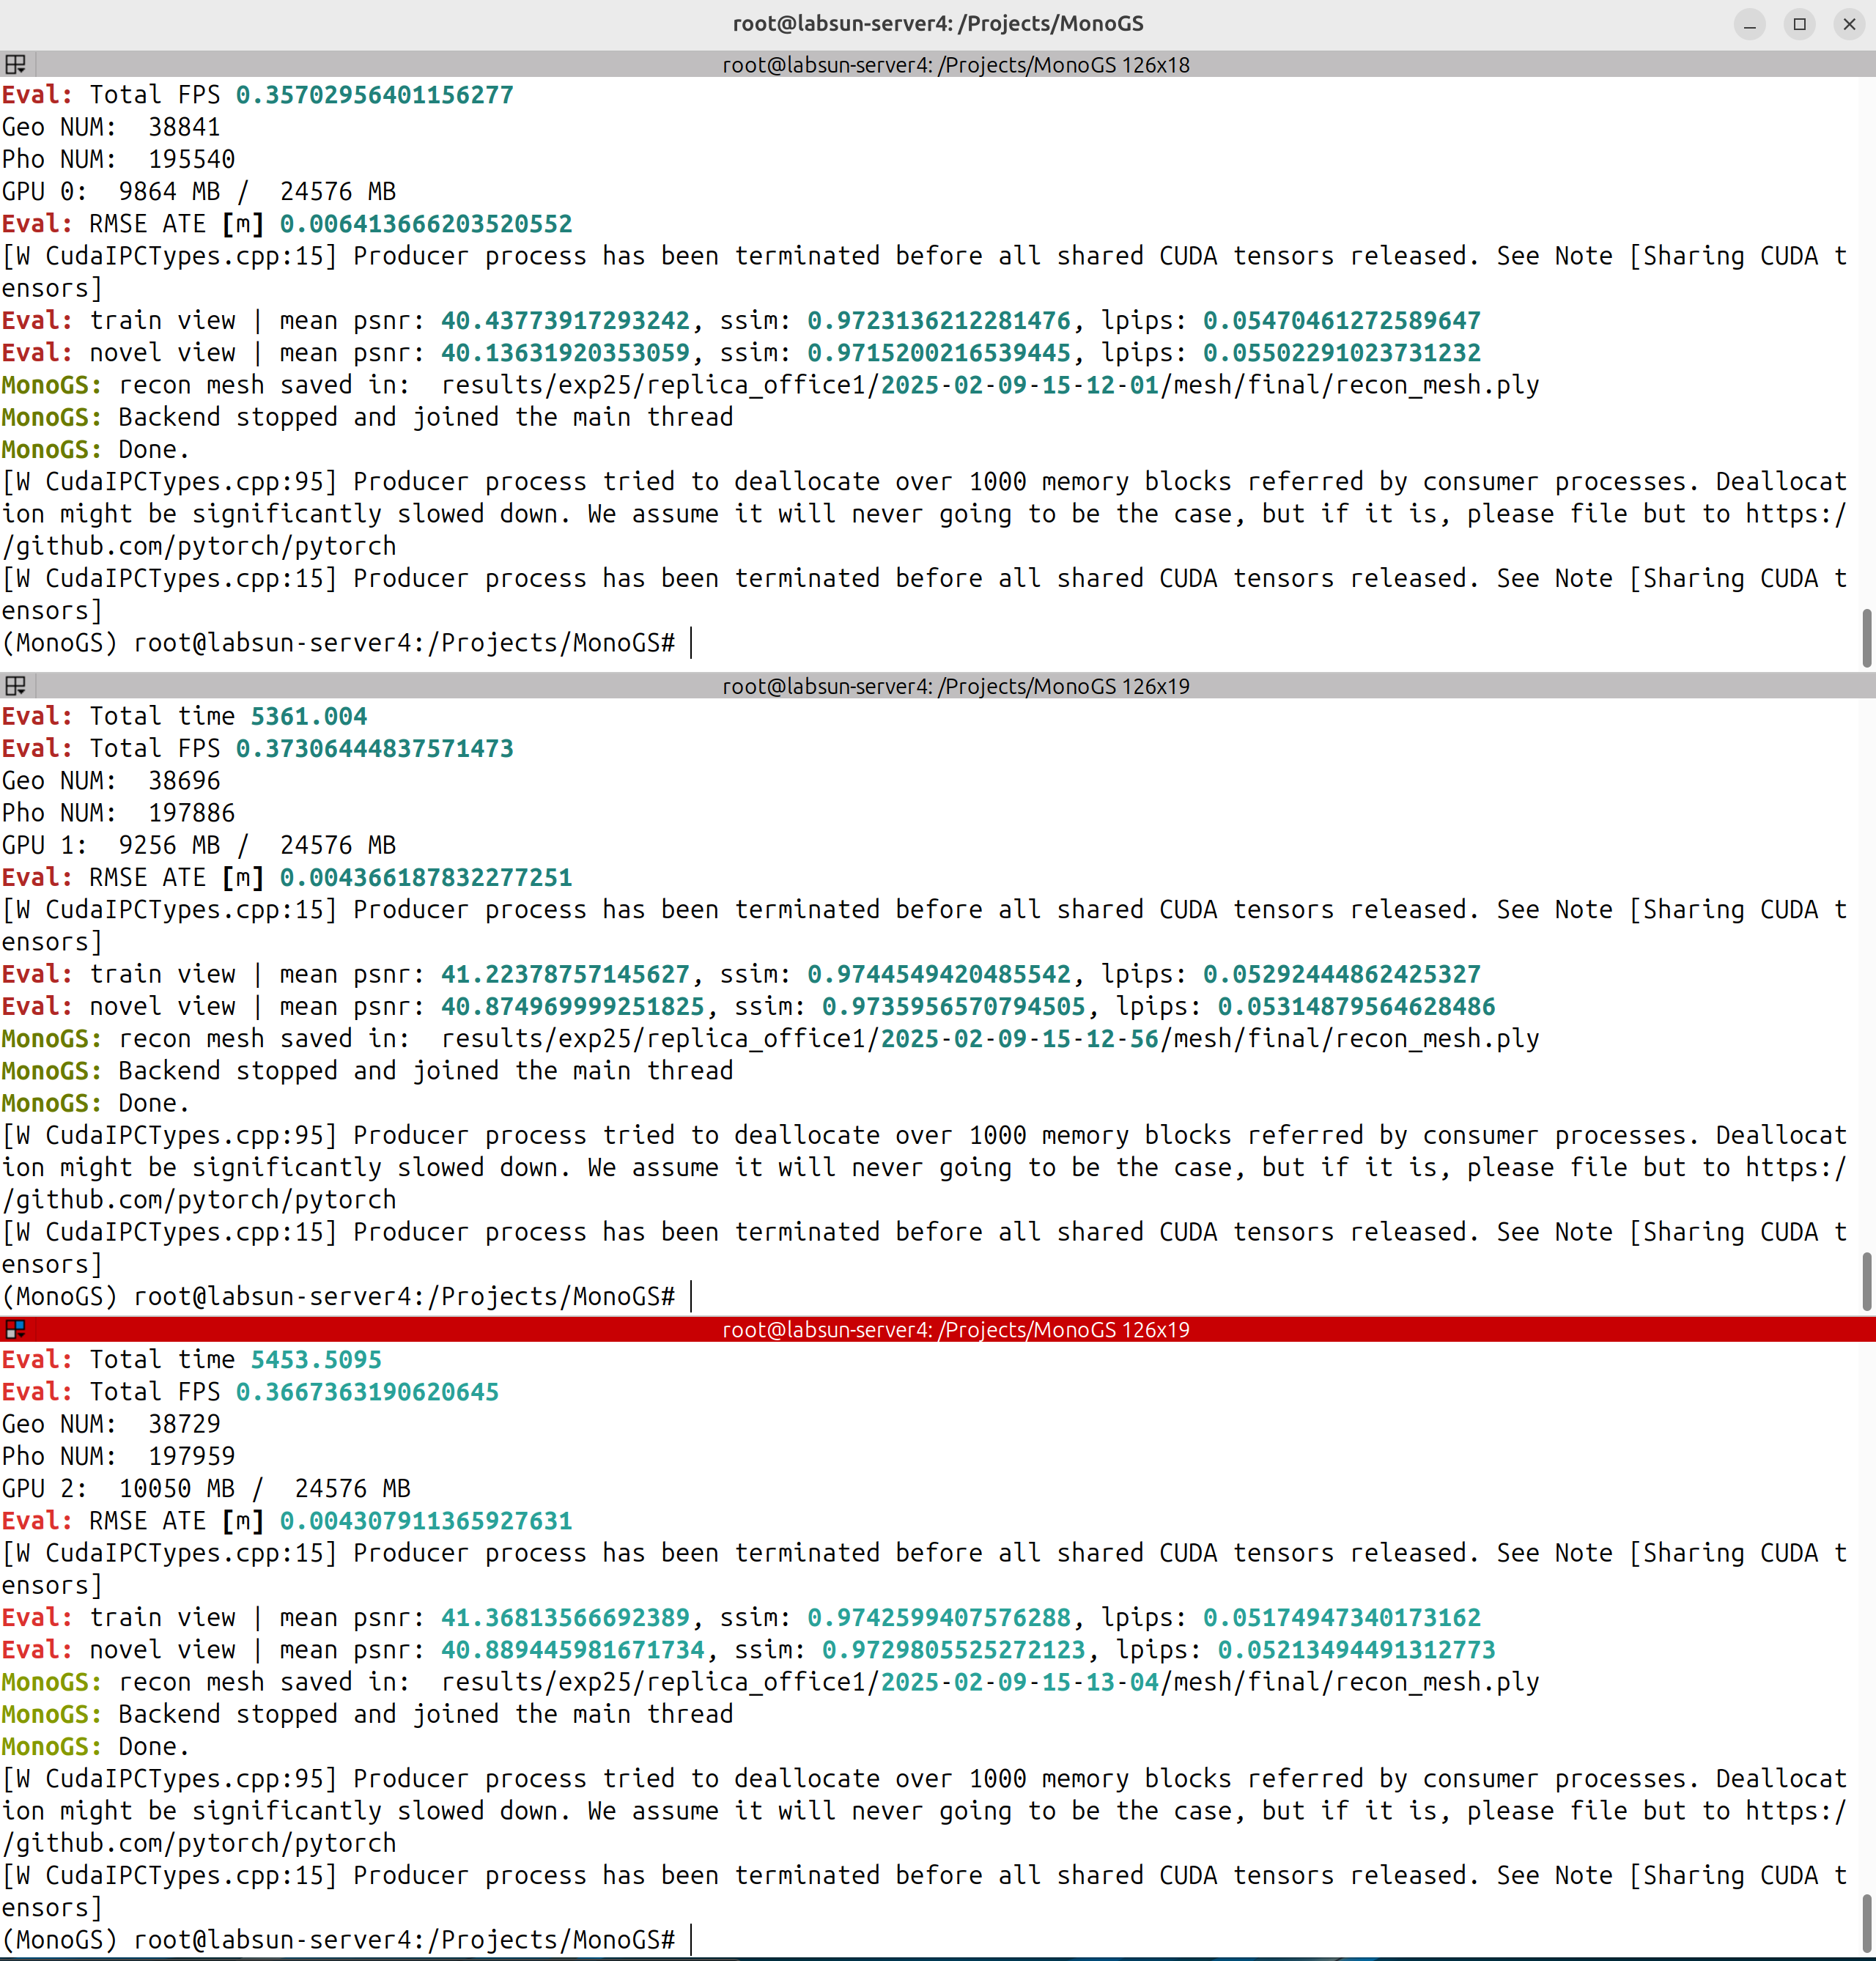 root@labsun-server4: /Projects/MonoGS
root@labsun-server4: /Projects/MonoGS 126x18
Eval: Total FPS 0.35702956401156277
Geo NUM:  38841
Pho NUM:  195540
GPU 0:  9864 MB /  24576 MB
Eval: RMSE ATE [m] 0.006413666203520552
[W CudaIPCTypes.cpp:15] Producer process has been terminated before all shared CUDA tensors released. See Note [Sharing CUDA t
ensors]
Eval: train view | mean psnr: 40.43773917293242, ssim: 0.9723136212281476, lpips: 0.05470461272589647
Eval: novel view | mean psnr: 40.13631920353059, ssim: 0.9715200216539445, lpips: 0.05502291023731232
MonoGS: recon mesh saved in:  results/exp25/replica_office1/2025-02-09-15-12-01/mesh/final/recon_mesh.ply
MonoGS: Backend stopped and joined the main thread
MonoGS: Done.
[W CudaIPCTypes.cpp:95] Producer process tried to deallocate over 1000 memory blocks referred by consumer processes. Deallocat
ion might be significantly slowed down. We assume it will never going to be the case, but if it is, please file but to https:/
/github.com/pytorch/pytorch
[W CudaIPCTypes.cpp:15] Producer process has been terminated before all shared CUDA tensors released. See Note [Sharing CUDA t
ensors]
(MonoGS) root@labsun-server4:/Projects/MonoGS#
root@labsun-server4: /Projects/MonoGS 126x19
Eval: Total time 5361.004
Eval: Total FPS 0.37306444837571473
Geo NUM:  38696
Pho NUM:  197886
GPU 1:  9256 MB /  24576 MB
Eval: RMSE ATE [m] 0.004366187832277251
[W CudaIPCTypes.cpp:15] Producer process has been terminated before all shared CUDA tensors released. See Note [Sharing CUDA t
ensors]
Eval: train view | mean psnr: 41.22378757145627, ssim: 0.9744549420485542, lpips: 0.05292444862425327
Eval: novel view | mean psnr: 40.874969999251825, ssim: 0.9735956570794505, lpips: 0.05314879564628486
MonoGS: recon mesh saved in:  results/exp25/replica_office1/2025-02-09-15-12-56/mesh/final/recon_mesh.ply
MonoGS: Backend stopped and joined the main thread
MonoGS: Done.
[W CudaIPCTypes.cpp:95] Producer process tried to deallocate over 1000 memory blocks referred by consumer processes. Deallocat
ion might be significantly slowed down. We assume it will never going to be the case, but if it is, please file but to https:/
/github.com/pytorch/pytorch
[W CudaIPCTypes.cpp:15] Producer process has been terminated before all shared CUDA tensors released. See Note [Sharing CUDA t
ensors]
(MonoGS) root@labsun-server4:/Projects/MonoGS#
root@labsun-server4: /Projects/MonoGS 126x19
Eval: Total time 5453.5095
Eval: Total FPS 0.3667363190620645
Geo NUM:  38729
Pho NUM:  197959
GPU 2:  10050 MB /  24576 MB
Eval: RMSE ATE [m] 0.004307911365927631
[W CudaIPCTypes.cpp:15] Producer process has been terminated before all shared CUDA tensors released. See Note [Sharing CUDA t
ensors]
Eval: train view | mean psnr: 41.36813566692389, ssim: 0.9742599407576288, lpips: 0.05174947340173162
Eval: novel view | mean psnr: 40.889445981671734, ssim: 0.9729805525272123, lpips: 0.05213494491312773
MonoGS: recon mesh saved in:  results/exp25/replica_office1/2025-02-09-15-13-04/mesh/final/recon_mesh.ply
MonoGS: Backend stopped and joined the main thread
MonoGS: Done.
[W CudaIPCTypes.cpp:95] Producer process tried to deallocate over 1000 memory blocks referred by consumer processes. Deallocat
ion might be significantly slowed down. We assume it will never going to be the case, but if it is, please file but to https:/
/github.com/pytorch/pytorch
[W CudaIPCTypes.cpp:15] Producer process has been terminated before all shared CUDA tensors released. See Note [Sharing CUDA t
ensors]
(MonoGS) root@labsun-server4:/Projects/MonoGS#